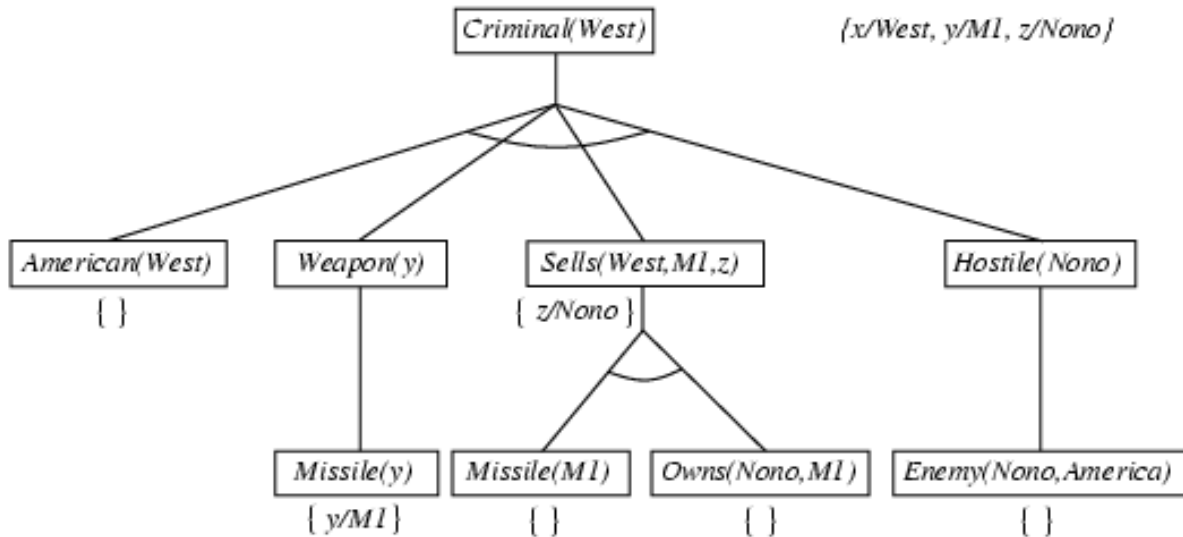 Criminal(West)
{x/West, y/M1, z/Nono}
American(West)
Weapon(y)
Sells(West,M1,z)
Hostile(Nono)
{ }
{ z/Nono }
Missile(y)
Missile(M1)
Owns(Nono,M1)
Enemy(Nono,America)
{ y/M1}
{ }
{ }
{ }